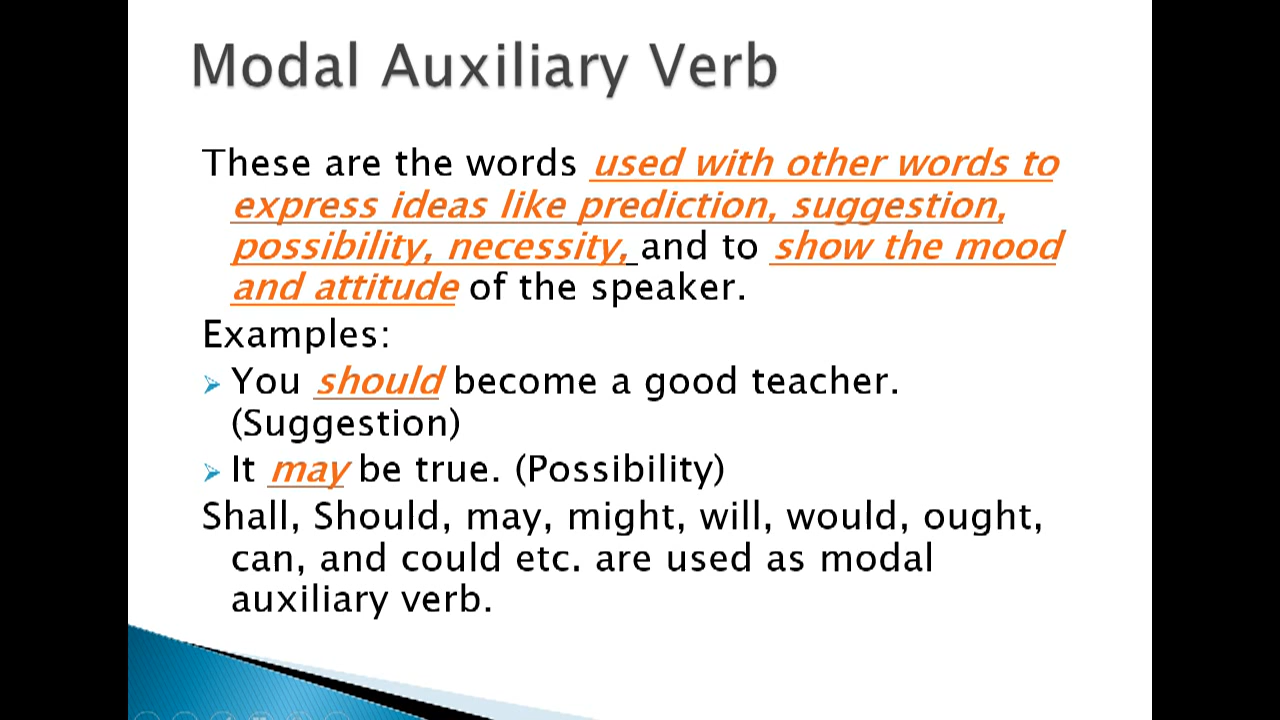 Modal Auxiliary Verb
These are the words used with other words to
express ideas like prediction, suggestion,
possibility, necessity, and to show the mood
and attitude of the speaker.
Examples:
You should become a good teacher.
(Suggestion)
It may be true. (Possibility)
Shall, Should, may, might, will, would, ought,
can, and could etc. are used as modal
auxiliary verb.